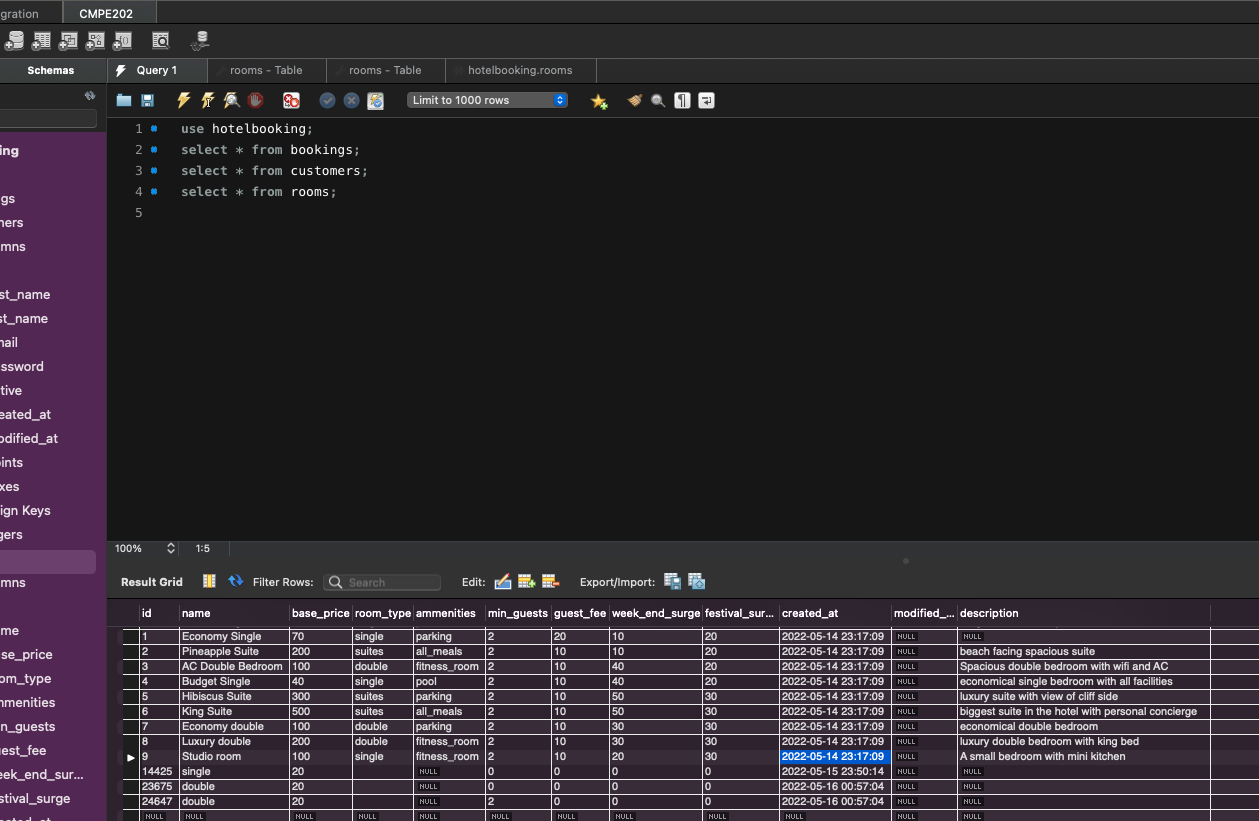 gration CMPE202
Schemas Query 1 rooms - Table rooms - Table hotelbooking.rooms
Limit to 1000 rows
1 use hotelbooking;
2 select * from bookings;
3 select * from customers;
4 select * from rooms;
5
ing
gs
ners
mns
st_name
st_name
nail
ssword
tive
eated_at
odified_at
oints
xes
ign Keys
gers
mns
me
se_price
om_type
nmenities
n_guests
est_fee
eek_end_sur...
stival_surge
100% 1:5
Result Grid Filter Rows: Search Edit: Export/Import:
id name base_price room_type ammenities min_guests guest_fee week_end_surge festival_sur... created_at modified_... description
1 Economy Single 70 single parking 2 20 10 20 2022-05-14 23:17:09 NULL NULL
2 Pineapple Suite 200 suites all_meals 2 10 10 20 2022-05-14 23:17:09 NULL beach facing spacious suite
3 AC Double Bedroom 100 double fitness_room 2 10 40 20 2022-05-14 23:17:09 NULL Spacious double bedroom with wifi and AC
4 Budget Single 40 single pool 2 10 40 20 2022-05-14 23:17:09 NULL economical single bedroom with all facilities
5 Hibiscus Suite 300 suites parking 2 10 50 30 2022-05-14 23:17:09 NULL luxury suite with view of cliff side
6 King Suite 500 suites all_meals 2 10 50 30 2022-05-14 23:17:09 NULL biggest suite in the hotel with personal concierge
7 Economy double 100 double parking 2 10 30 30 2022-05-14 23:17:09 NULL economical double bedroom
8 Luxury double 200 double fitness_room 2 10 30 30 2022-05-14 23:17:09 NULL luxury double bedroom with king bed
9 Studio room 100 single fitness_room 2 10 20 30 2022-05-14 23:17:09 NULL A small bedroom with mini kitchen
14425 single 20 NULL 0 0 0 0 2022-05-15 23:50:14 NULL NULL
23675 double 20 NULL 0 0 0 0 2022-05-16 00:57:04 NULL NULL
24647 double 20 NULL 2 0 0 0 2022-05-16 00:57:04 NULL NULL
NULL NULL NULL NULL NULL NULL NULL NULL NULL NULL NULL NULL